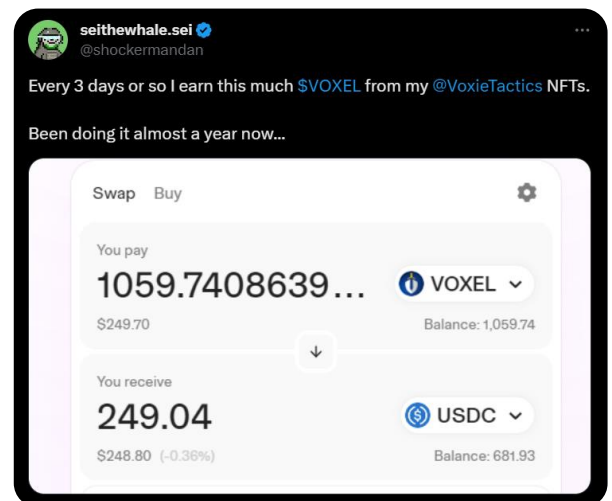 seithewhale.sei
@shockermandan
Every 3 days or so I earn this much $VOXEL from my @VoxieTactics NFTs.
Been doing it almost a year now...
Swap Buy
You pay
1059.7408639... VOXEL
$249.70 Balance: 1,059.74
You receive
249.04 USDC
$248.80 (-0.36%) Balance: 681.93